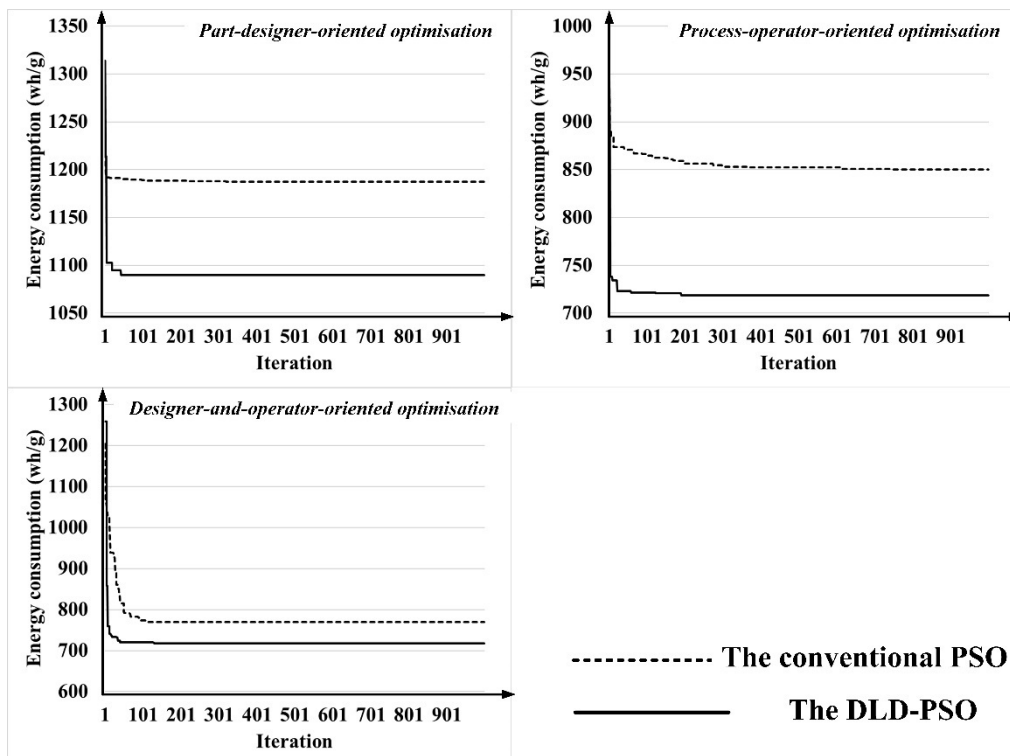 Part-designer-oriented optimisation
Energy consumption (wh/g)
1350
1300
1250
1200
1150
1100
1050
1 101 201 301 401 501 601 701 801 901
Iteration
Process-operator-oriented optimisation
Energy consumption (wh/g)
1000
950
900
850
800
750
700
1 101 201 301 401 501 601 701 801 901
Iteration
Designer-and-operator-oriented optimisation
Energy consumption (wh/g)
1300
1200
1100
1000
900
800
700
600
1 101 201 301 401 501 601 701 801 901
Iteration
The conventional PSO
The DLD-PSO